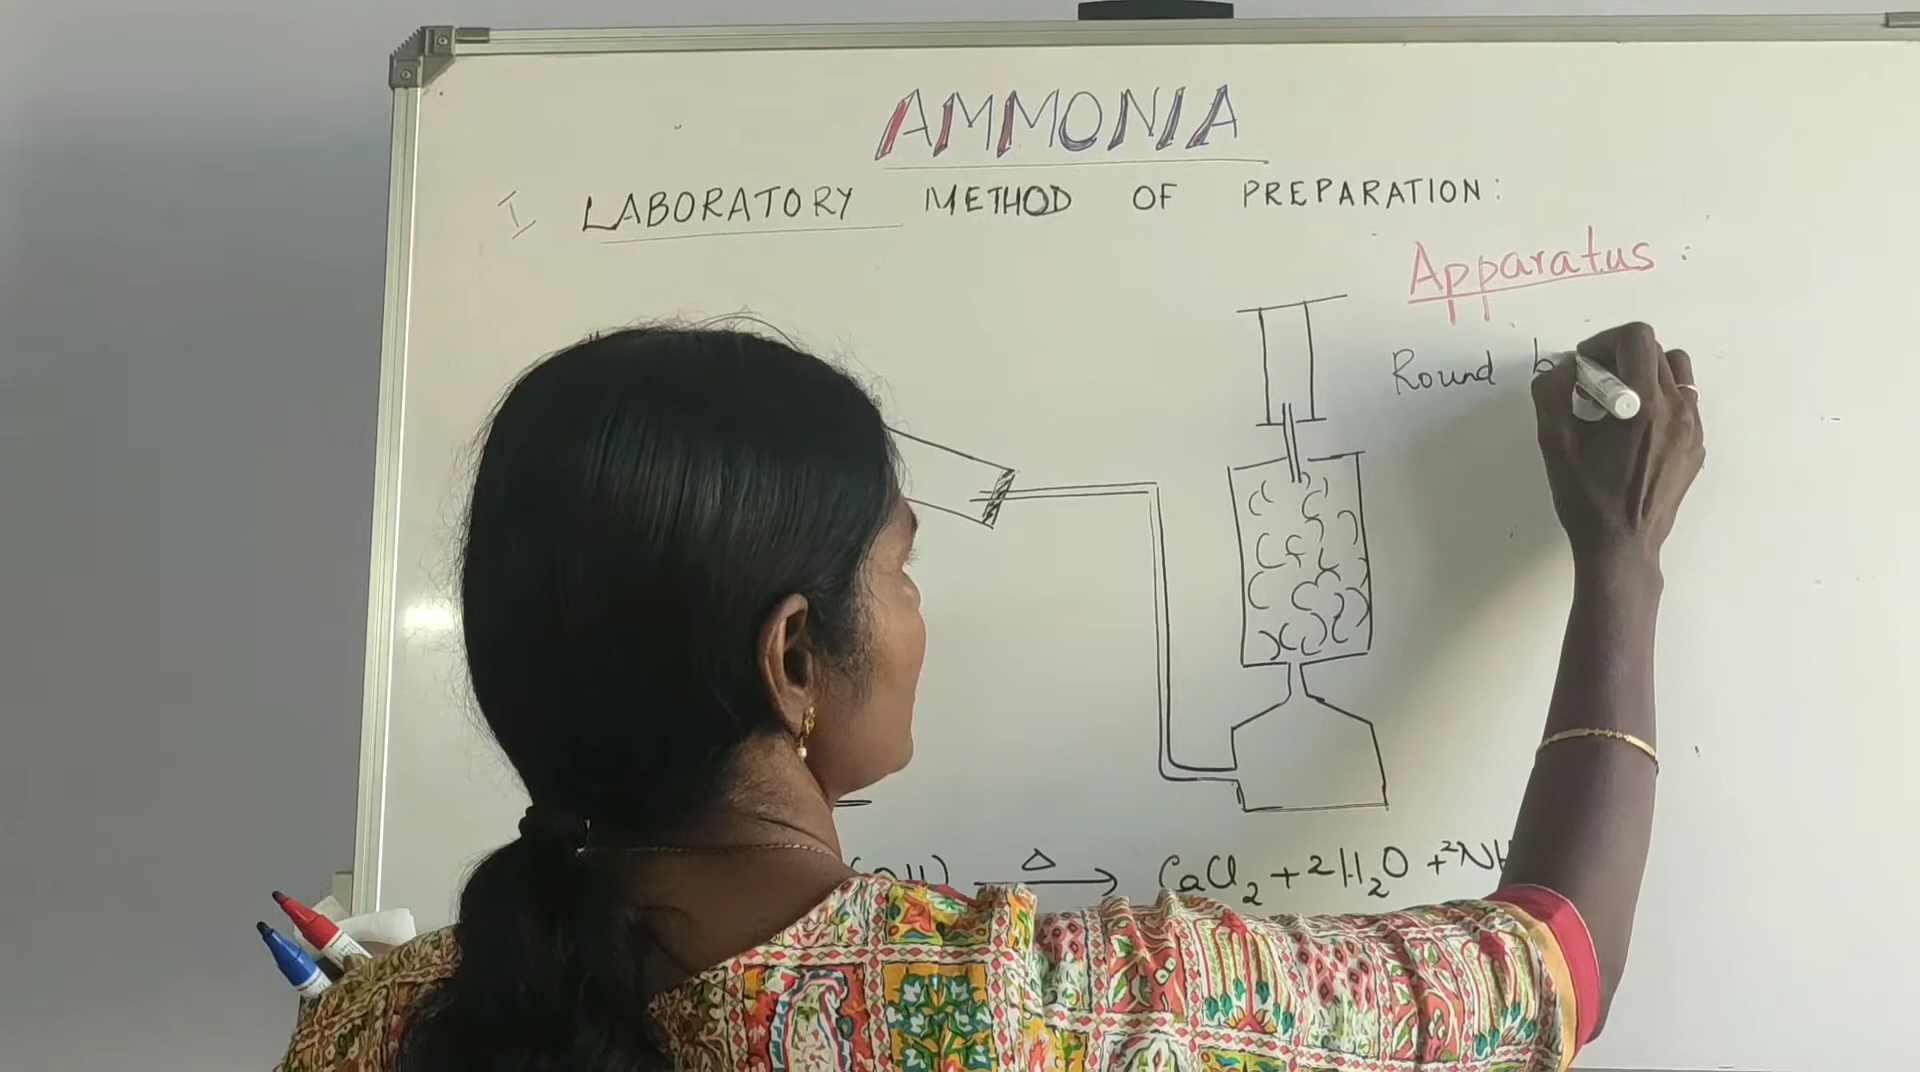 AMMONIA
I LABORATORY METHOD OF PREPARATION:
Apparatus:
Round b
Δ → CaCl₂ + 2H₂O + 2NH